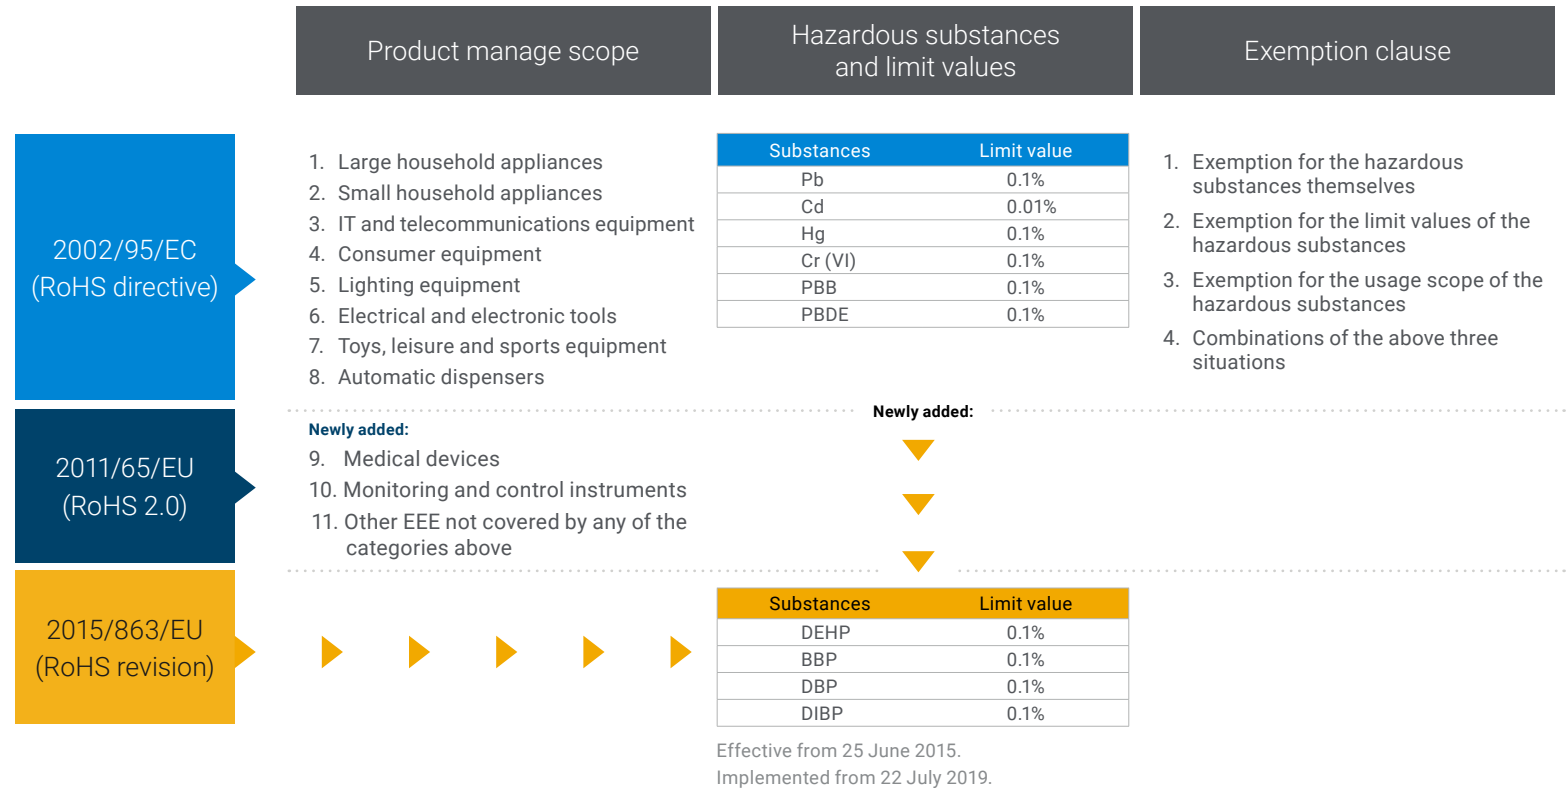 Product manage scope
Hazardous substances
and limit values
Exemption clause
2002/95/EC
(RoHS directive)
1. Large household appliances
2. Small household appliances
3. IT and telecommunications equipment
4. Consumer equipment
5. Lighting equipment
6. Electrical and electronic tools
7. Toys, leisure and sports equipment
8. Automatic dispensers
Substances Limit value
Pb 0.1%
Cd 0.01%
Hg 0.1%
Cr (VI) 0.1%
PBB 0.1%
PBDE 0.1%
1. Exemption for the hazardous
substances themselves
2. Exemption for the limit values of the
hazardous substances
3. Exemption for the usage scope of the
hazardous substances
4. Combinations of the above three
situations
2011/65/EU
(RoHS 2.0)
Newly added:
9. Medical devices
10. Monitoring and control instruments
11. Other EEE not covered by any of the
categories above
Newly added:
2015/863/EU
(RoHS revision)
Substances Limit value
DEHP 0.1%
BBP 0.1%
DBP 0.1%
DIBP 0.1%
Effective from 25 June 2015.
Implemented from 22 July 2019.